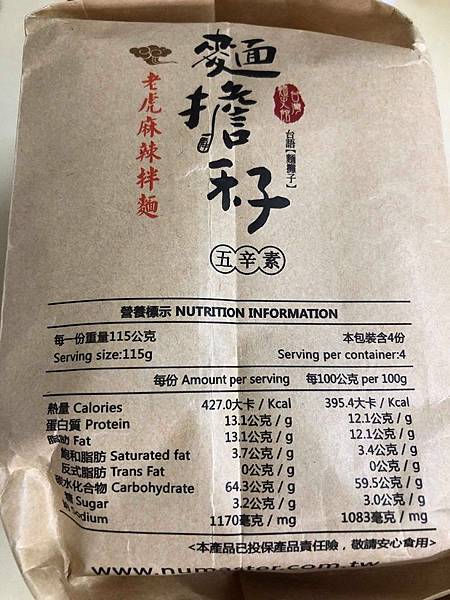 麵擔籽
老虎麻辣拌麵
台語【麵攤子】
五辛素
營養標示 NUTRITION INFORMATION
每一份重量115公克 本包裝含4份
Serving size:115g Serving per container:4
每份 Amount per serving 每100公克 per 100g
熱量 Calories 427.0大卡 / Kcal 395.4大卡 / Kcal
蛋白質 Protein 13.1公克 / g 12.1公克 / g
脂肪 Fat 13.1公克 / g 12.1公克 / g
飽和脂肪 Saturated fat 3.7公克 / g 3.4公克 / g
反式脂肪 Trans Fat 0公克 / g 0公克 / g
碳水化合物 Carbohydrate 64.3公克 / g 59.5公克 / g
糖 Sugar 3.2公克 / g 3.0公克 / g
鈉 Sodium 1170毫克 / mg 1083毫克 / mg
<本產品已投保產品責任險，敬請安心食用>